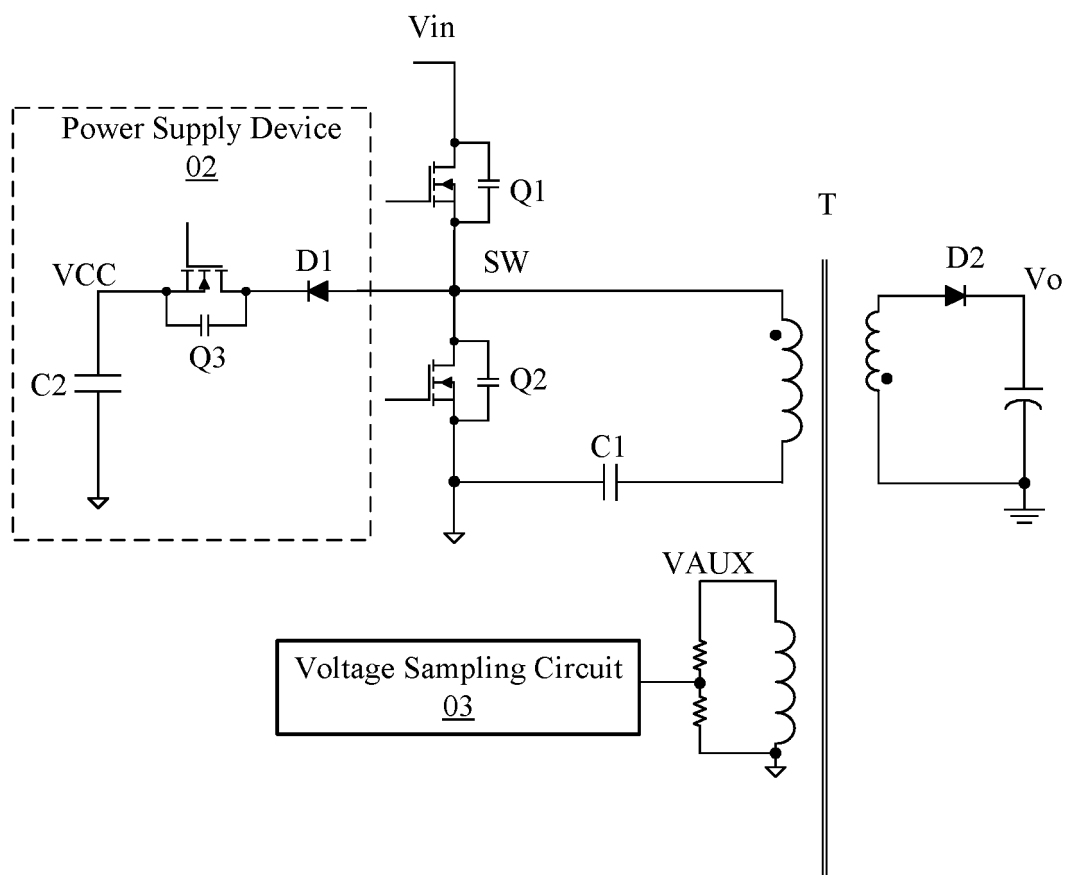 Vin
Power Supply Device
02
Q1
T
VCC
D1
SW
D2
Vo
Q3
C2
Q2
C1
VAUX
Voltage Sampling Circuit
03